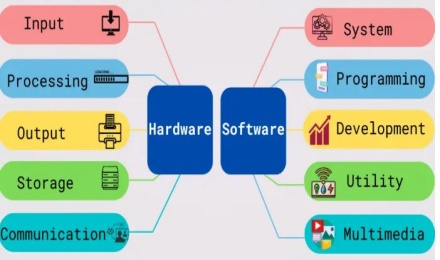 Input
Processing
Output
Storage
Communication
Hardware
Software
System
Programming
Development
Utility
Multimedia